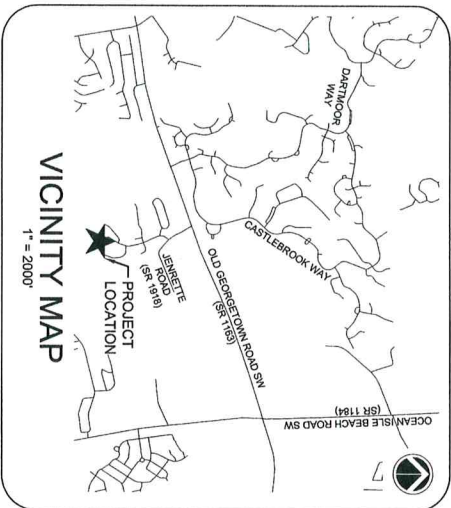 DARTMOOR
WAY
CASTLEBROOK WAY
OLD GEORGETOWN ROAD SW
(SR 1163)
OCEAN ISLE BEACH ROAD SW
(SR 1184)
JENRETTE
ROAD
(SR 1918)
PROJECT
LOCATION
VICINITY MAP
1" = 2000'